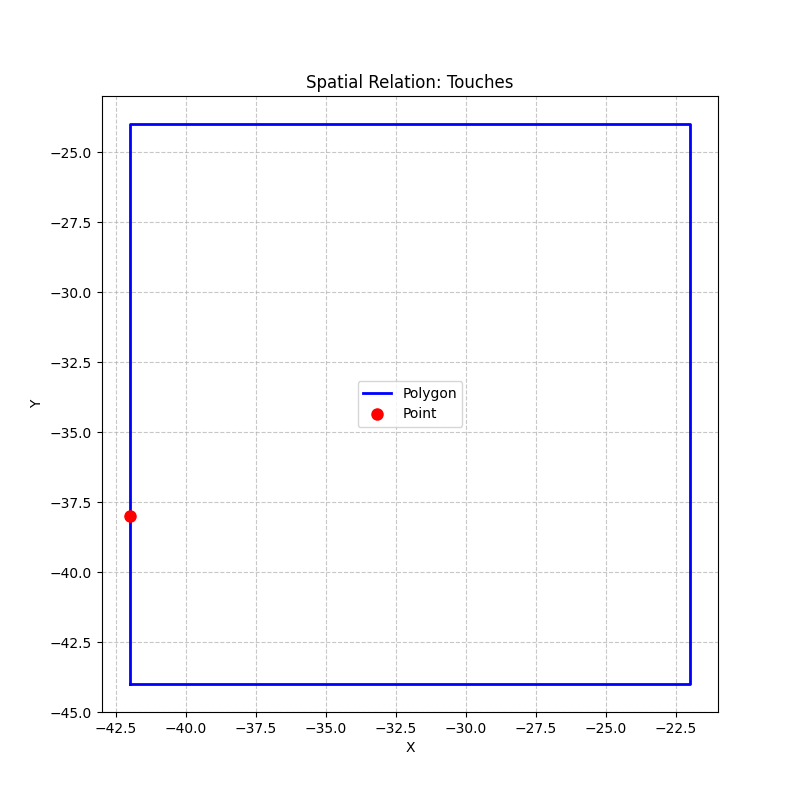 Spatial Relation: Touches
−25.0
−27.5
−30.0
−32.5
−35.0
−37.5
−40.0
−42.5
−45.0
Y
Polygon
Point
−42.5 −40.0 −37.5 −35.0 −32.5 −30.0 −27.5 −25.0 −22.5
X